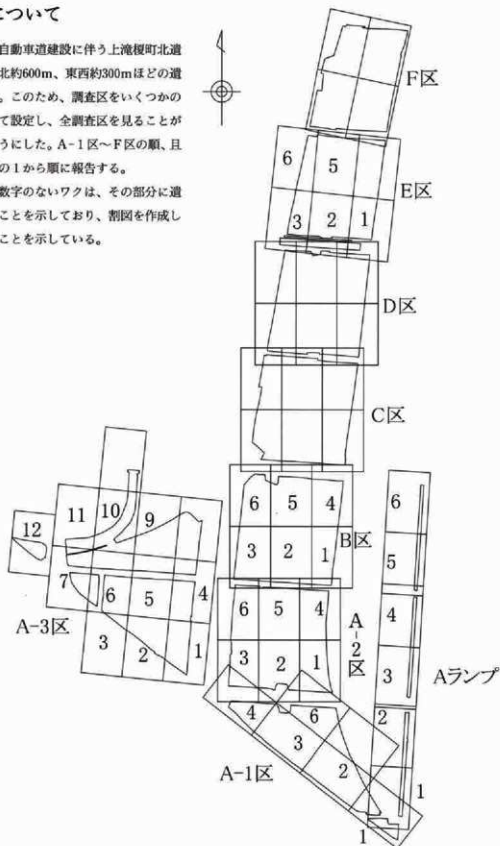 について
自動車道建設に伴う上滝榎町北遺
北約600m、東西約300mほどの遺
。このため、調査区をいくつかの
て設定し、全調査区を見ることが
うにした。A-1区～F区の順、且
の1から順に報告する。
数字のないワクは、その部分に遺
ことを示しており、割図を作成し
ことを示している。
F区
6 5
3 2 1
E区
D区
C区
6 5 4
3 2 1
B区
6 5 4
3 2 1
A-2区
4 6
3 2
1
A-1区
12 11 10 9
7 6 5 4
3 2 1
A-3区
6
5
4
3
2
1
Aランプ